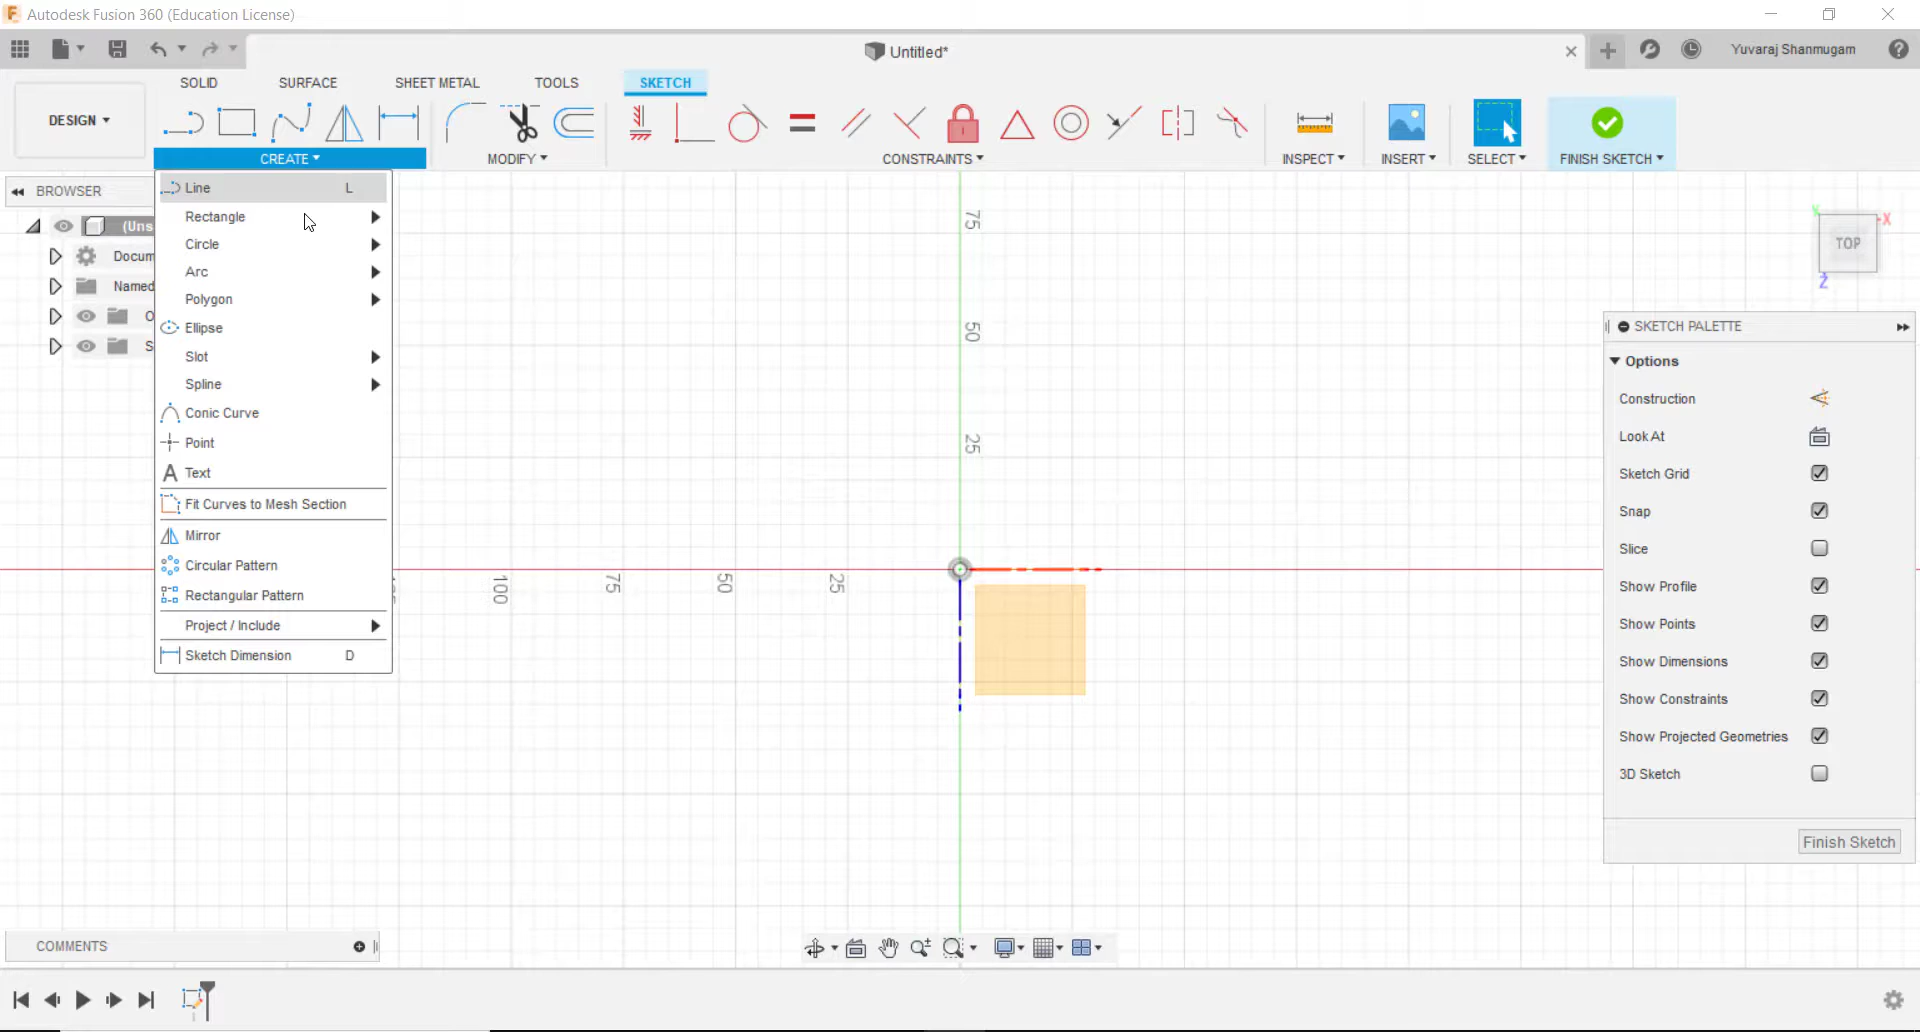 Autodesk Fusion 360 (Education License)
Untitled*
Yuvaraj Shanmugam
SOLID
SURFACE
SHEET METAL
TOOLS
SKETCH
DESIGN
CREATE
MODIFY
CONSTRAINTS
INSPECT
INSERT
SELECT
FINISH SKETCH
BROWSER
(Uns
Docum
Named
O
S
Line L
Rectangle
Circle
Arc
Polygon
Ellipse
Slot
Spline
Conic Curve
Point
A Text
Fit Curves to Mesh Section
Mirror
Circular Pattern
Rectangular Pattern
Project / Include
Sketch Dimension D
75
50
25
100
75
50
25
Y
X
TOP
Z
SKETCH PALETTE
Options
Construction
Look At
Sketch Grid
Snap
Slice
Show Profile
Show Points
Show Dimensions
Show Constraints
Show Projected Geometries
3D Sketch
Finish Sketch
COMMENTS